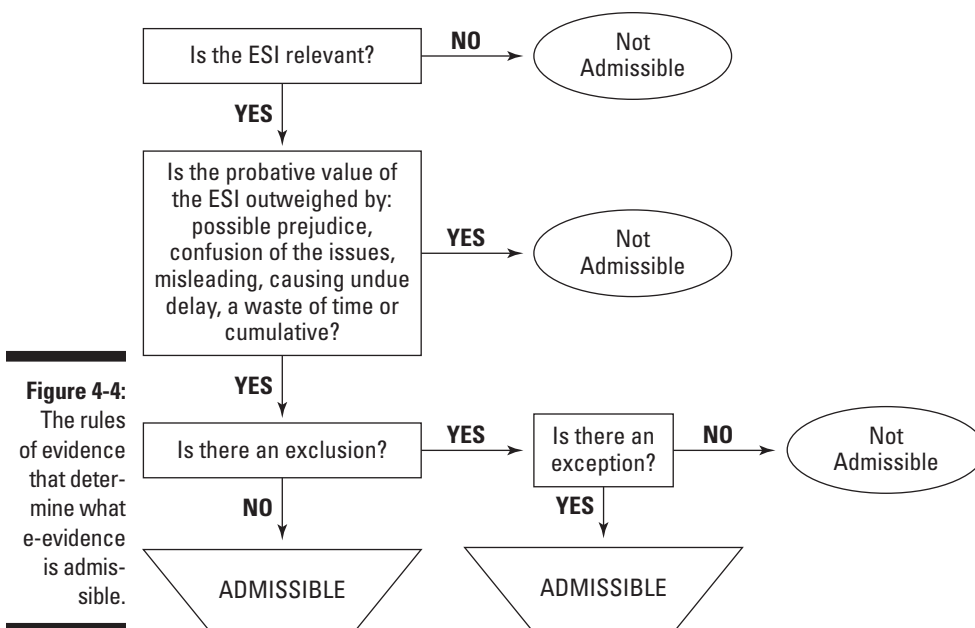 Is the ESI relevant?
NO
Not
Admissible
YES
Is the probative value of
the ESI outweighed by:
possible prejudice,
confusion of the issues,
misleading, causing undue
delay, a waste of time or
cumulative?
YES
Not
Admissible
YES
Is there an exclusion?
YES
Is there an
exception?
NO
Not
Admissible
NO
YES
ADMISSIBLE
ADMISSIBLE
Figure 4-4:
The rules
of evidence
that deter-
mine what
e-evidence
is admis-
sible.